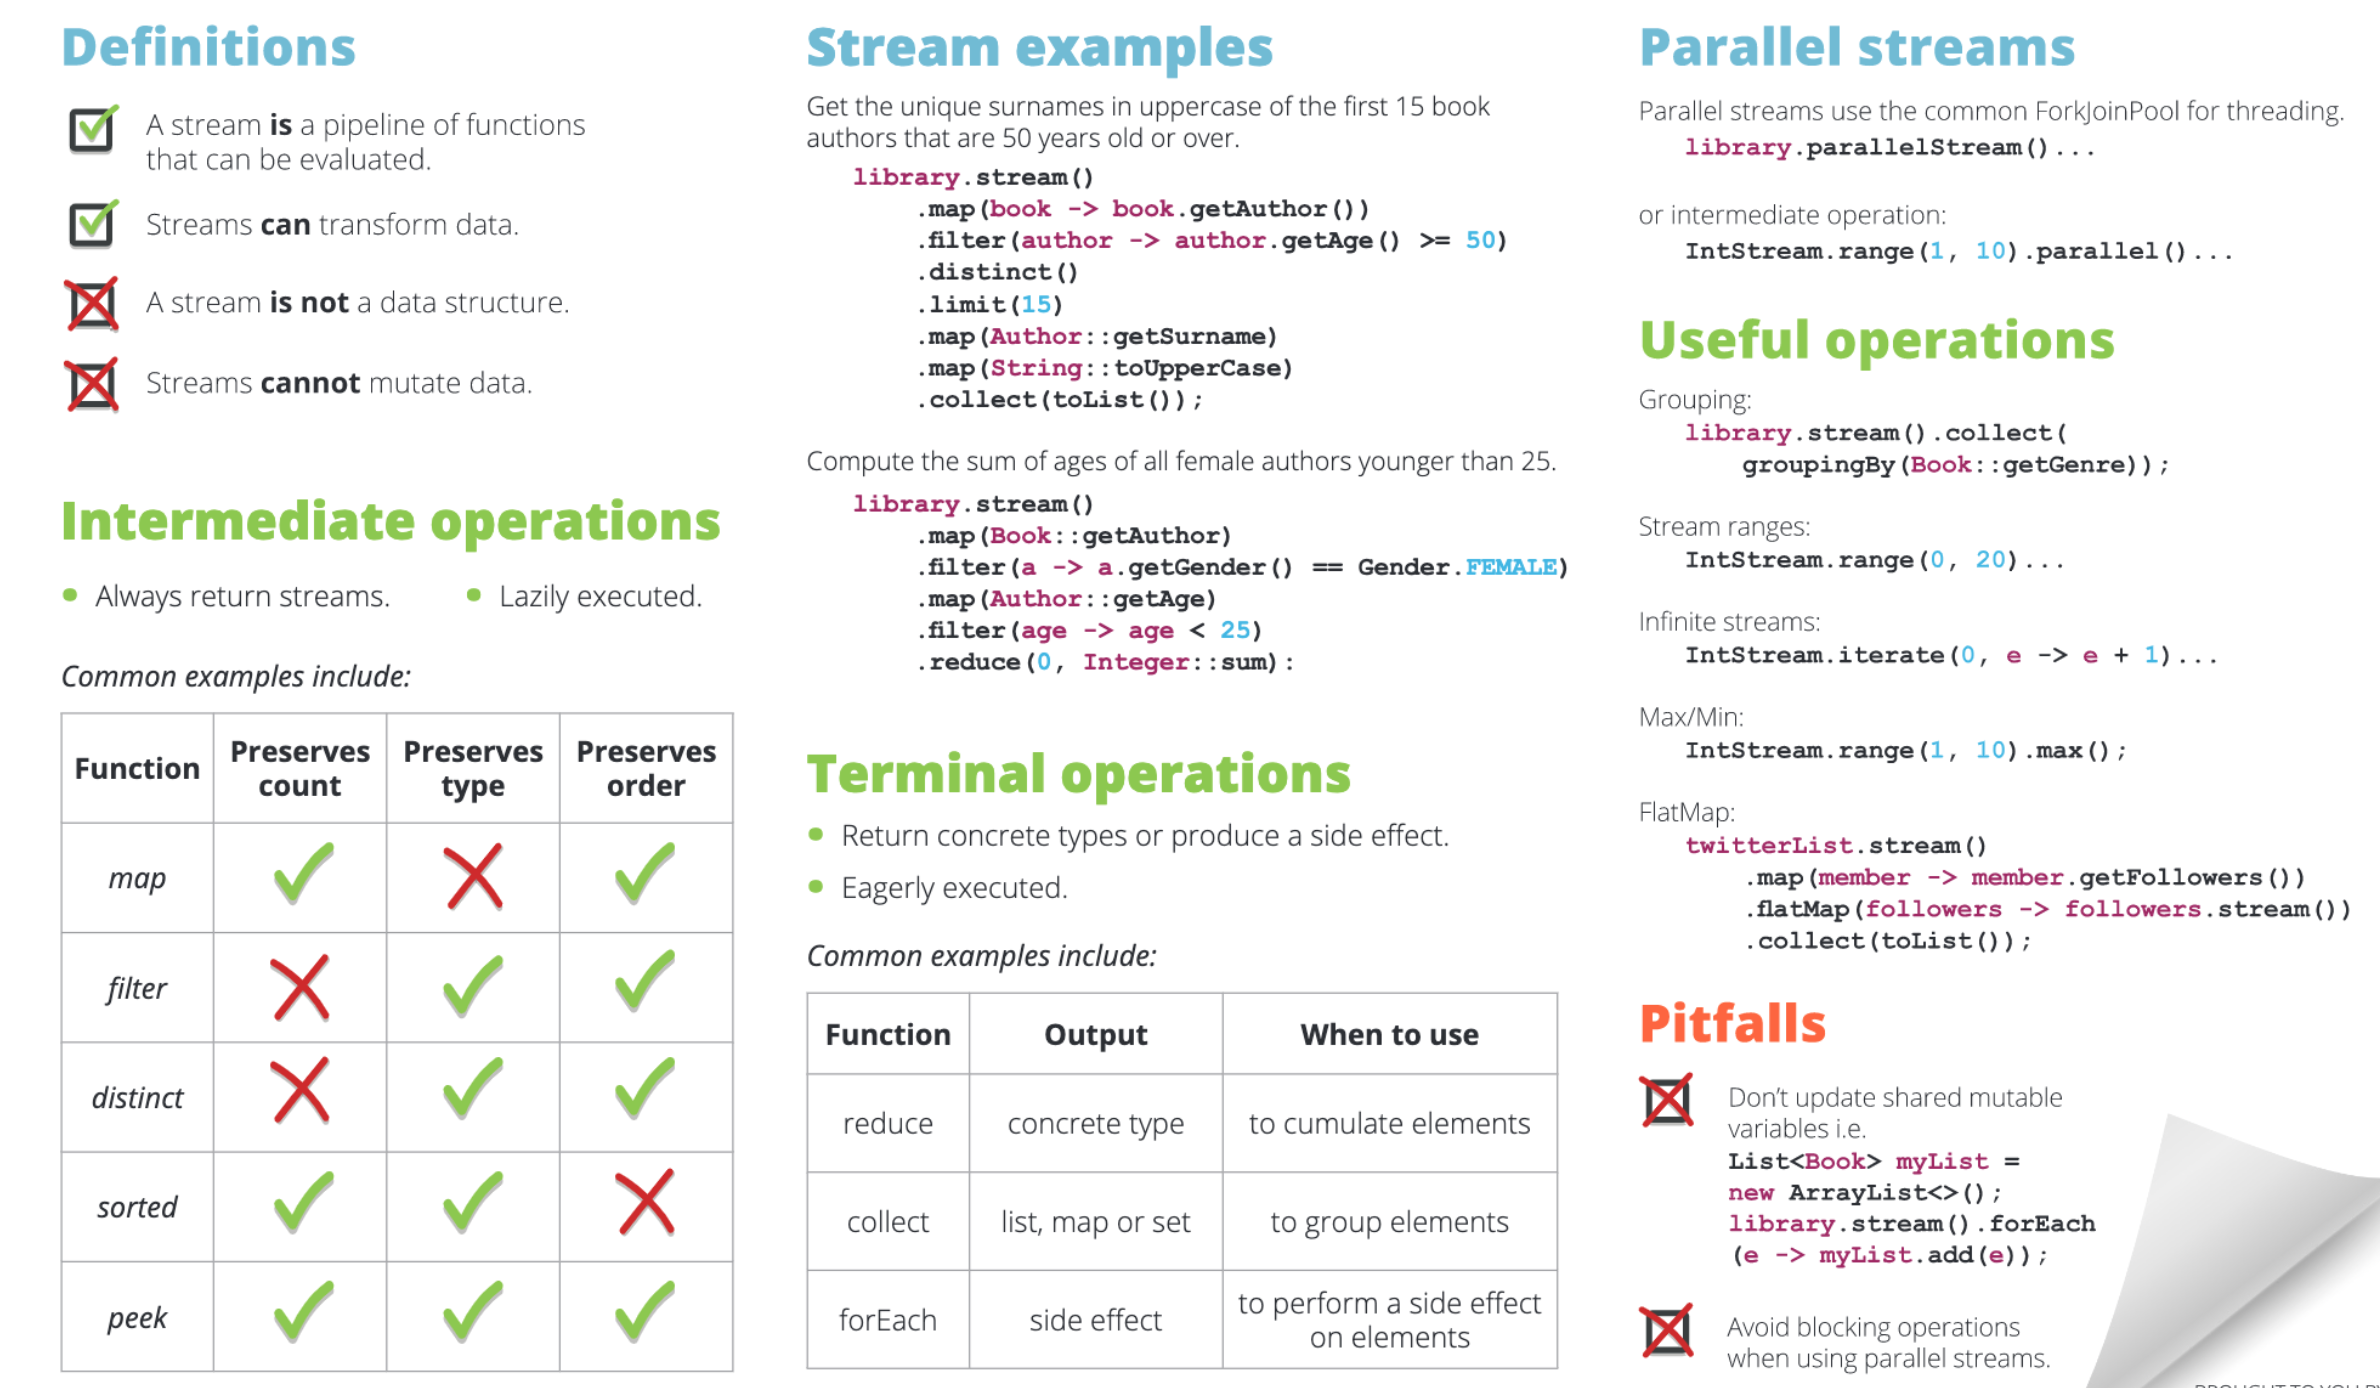 Definitions
A stream is a pipeline of functions
that can be evaluated.
Streams can transform data.
A stream is not a data structure.
Streams cannot mutate data.
Intermediate operations
• Always return streams.
• Lazily executed.
Common examples include:
Function Preserves count Preserves type Preserves order
map
filter
distinct
sorted
peek
Stream examples
Get the unique surnames in uppercase of the first 15 book
authors that are 50 years old or over.
library.stream()
.map(book -> book.getAuthor())
.filter(author -> author.getAge() >= 50)
.distinct()
.limit(15)
.map(Author::getSurname)
.map(String::toUpperCase)
.collect(toList());
Compute the sum of ages of all female authors younger than 25.
library.stream()
.map(Book::getAuthor)
.filter(a -> a.getGender() == Gender.FEMALE)
.map(Author::getAge)
.filter(age -> age < 25)
.reduce(0, Integer::sum):
Terminal operations
• Return concrete types or produce a side effect.
• Eagerly executed.
Common examples include:
Function Output When to use
reduce concrete type to cumulate elements
collect list, map or set to group elements
forEach side effect to perform a side effect
on elements
Parallel streams
Parallel streams use the common ForkJoinPool for threading.
library.parallelStream()...
or intermediate operation:
IntStream.range(1, 10).parallel()...
Useful operations
Grouping:
library.stream().collect(
groupingBy(Book::getGenre));
Stream ranges:
IntStream.range(0, 20)...
Infinite streams:
IntStream.iterate(0, e -> e + 1)...
Max/Min:
IntStream.range(1, 10).max();
FlatMap:
twitterList.stream()
.map(member -> member.getFollowers())
.flatMap(followers -> followers.stream())
.collect(toList());
Pitfalls
Don't update shared mutable
variables i.e.
List<Book> myList =
new ArrayList<>();
library.stream().forEach
(e -> myList.add(e));
Avoid blocking operations
when using parallel streams.